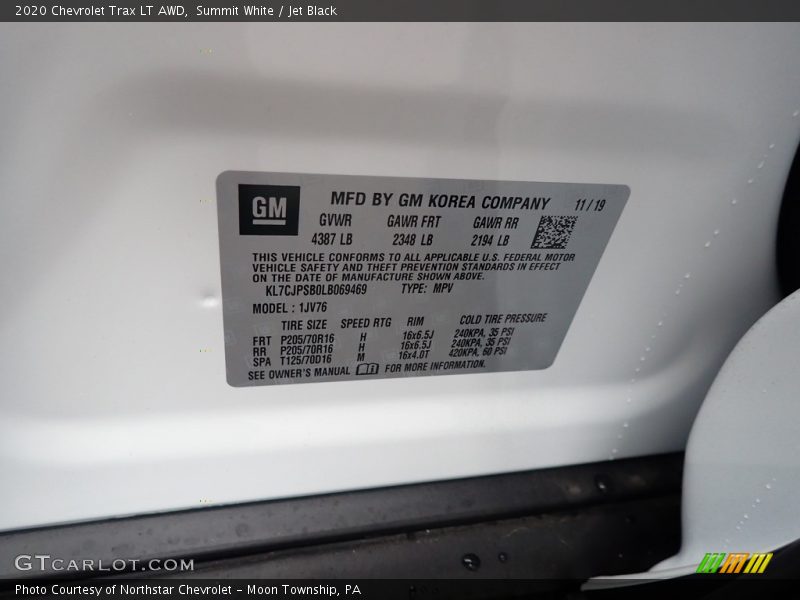 2020 Chevrolet Trax LT AWD, Summit White / Jet Black
GM MFD BY GM KOREA COMPANY 11 / 19
GVWR GAWR FRT GAWR RR
4387 LB 2348 LB 2194 LB
THIS VEHICLE CONFORMS TO ALL APPLICABLE U.S. FEDERAL MOTOR
VEHICLE SAFETY AND THEFT PREVENTION STANDARDS IN EFFECT
ON THE DATE OF MANUFACTURE SHOWN ABOVE.
KL7CJPSB0LB069469 TYPE: MPV
MODEL : 1JV76
TIRE SIZE SPEED RTG RIM COLD TIRE PRESSURE
FRT P205/70R16 H 16x6.5J 240KPA, 35 PSI
RR P205/70R16 H 16x6.5J 240KPA, 35 PSI
SPA T125/70D16 M 16x4.0T 420KPA, 60 PSI
SEE OWNER'S MANUAL FOR MORE INFORMATION.
GTCARLOT.COM
Photo Courtesy of Northstar Chevrolet - Moon Township, PA